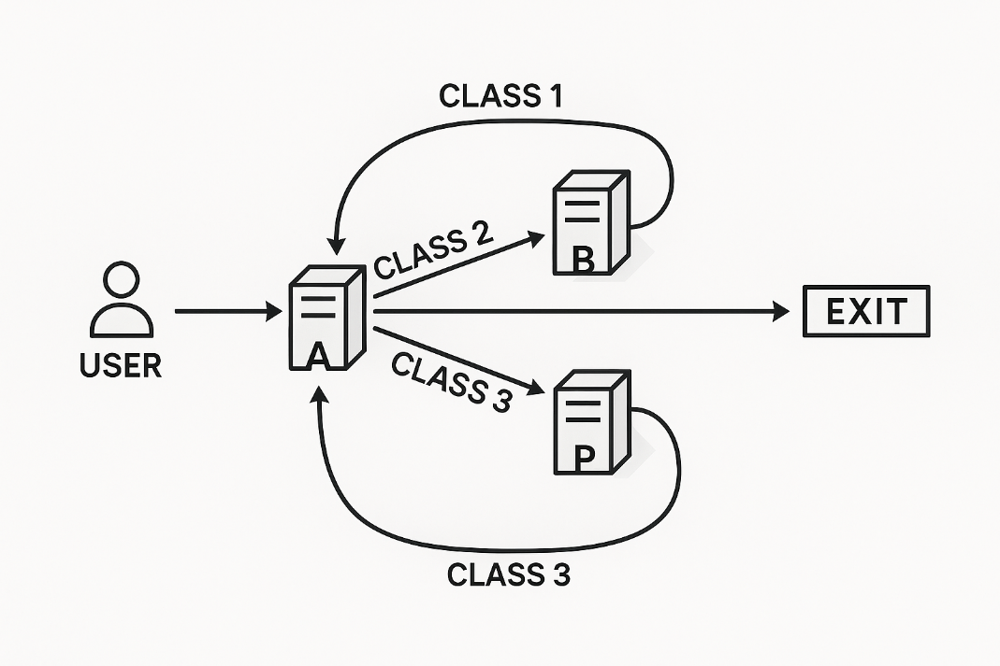 CLASS 1
CLASS 2
B
USER
A
EXIT
CLASS 3
P
CLASS 3